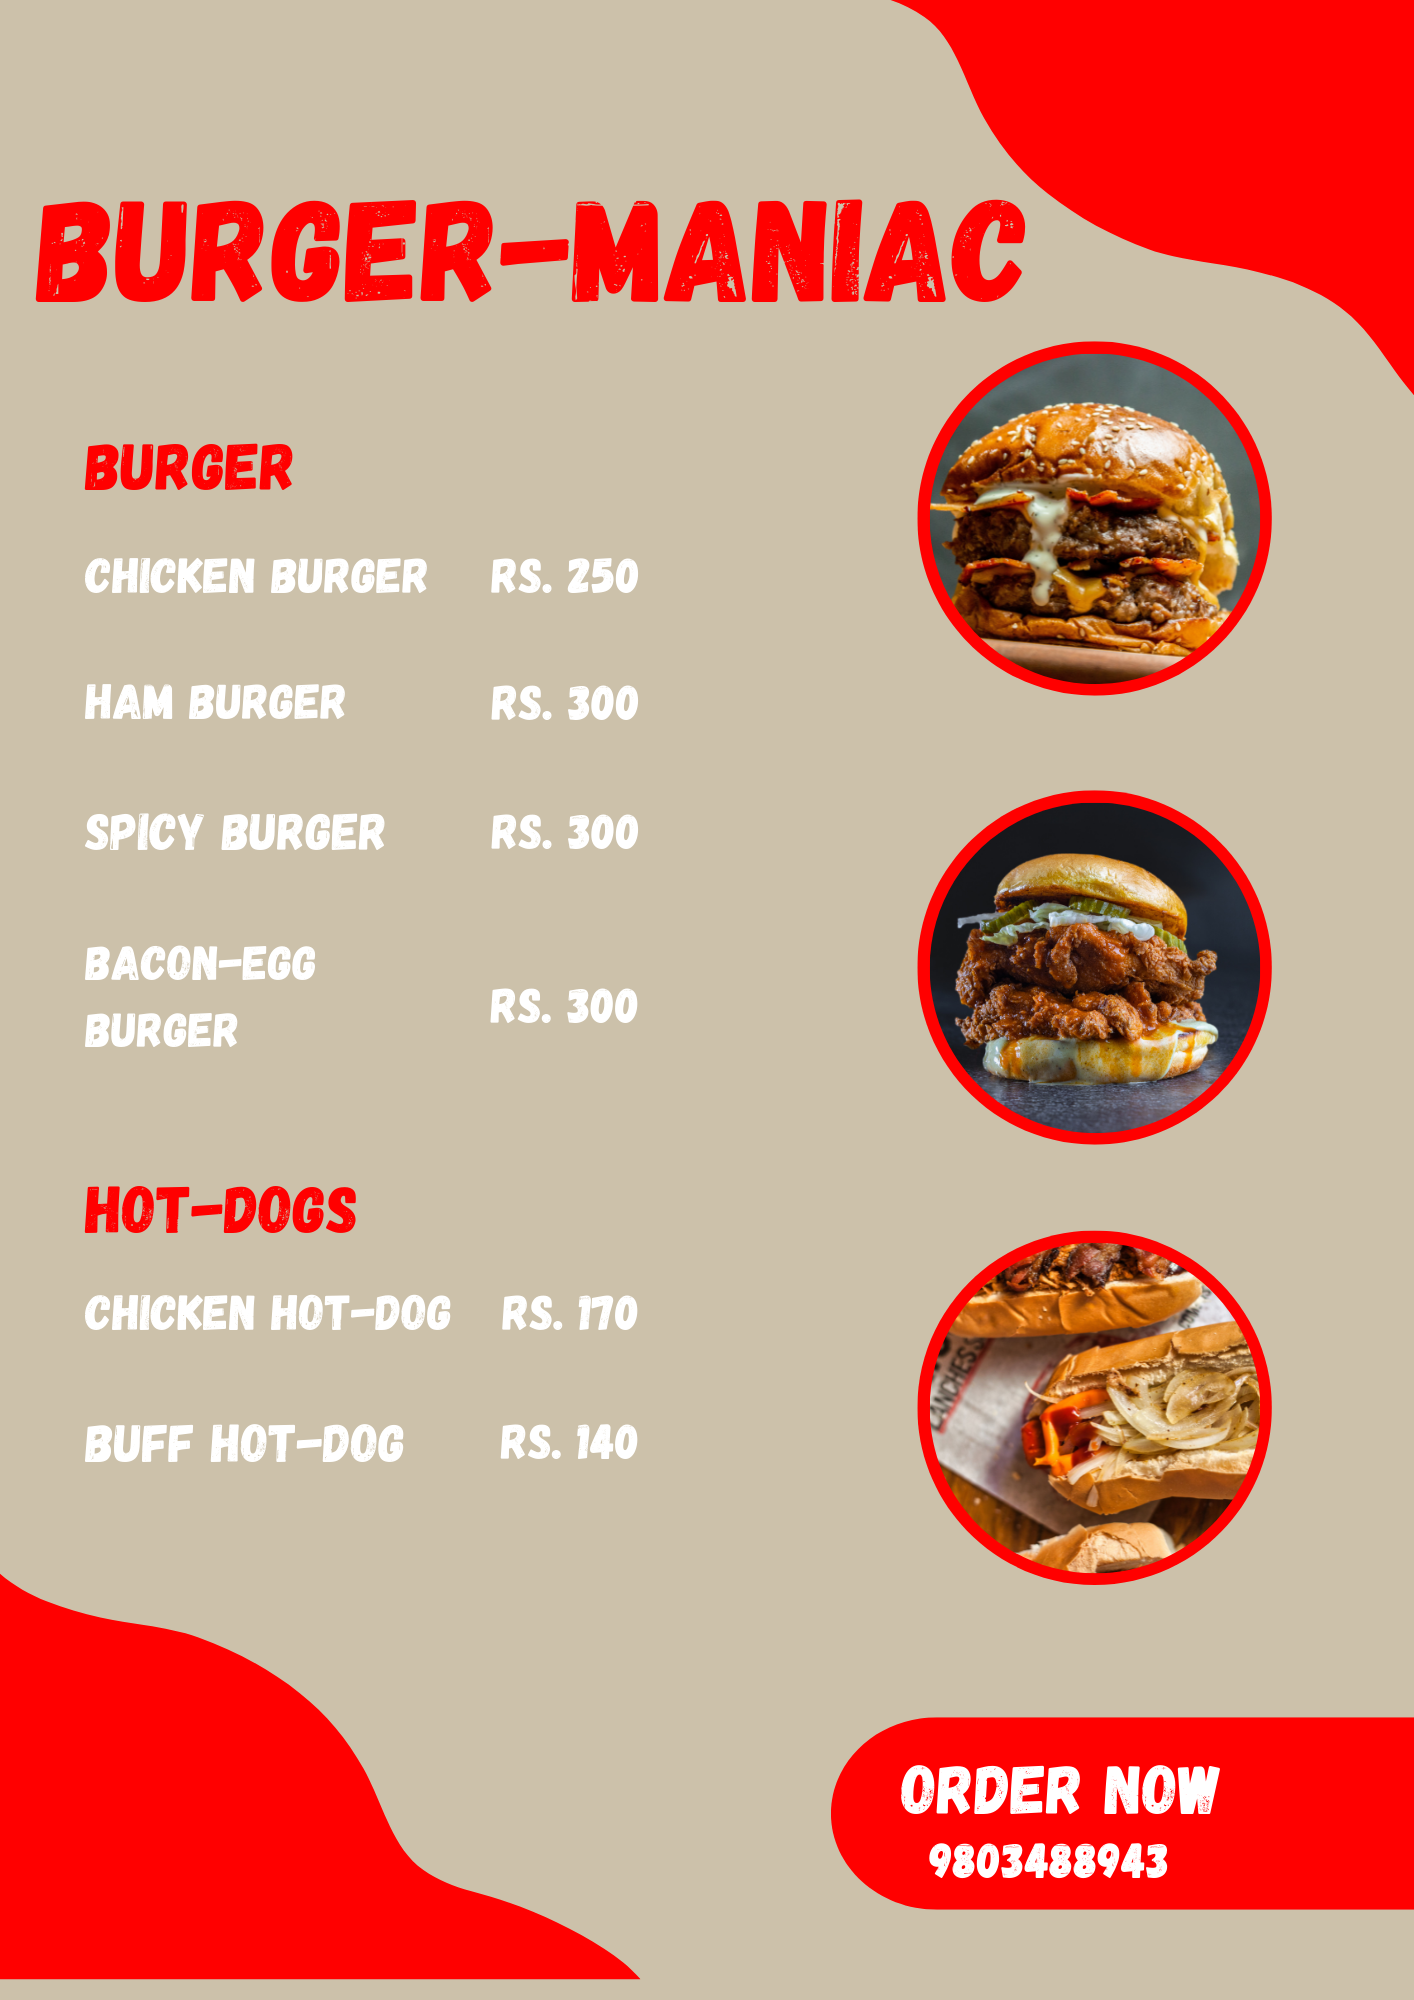 BURGER-MANIAC
BURGER
CHICKEN BURGER RS. 250
HAM BURGER RS. 300
SPICY BURGER RS. 300
BACON-EGG
BURGER RS. 300
HOT-DOGS
CHICKEN HOT-DOG RS. 170
BUFF HOT-DOG RS. 140
ORDER NOW
9803488943